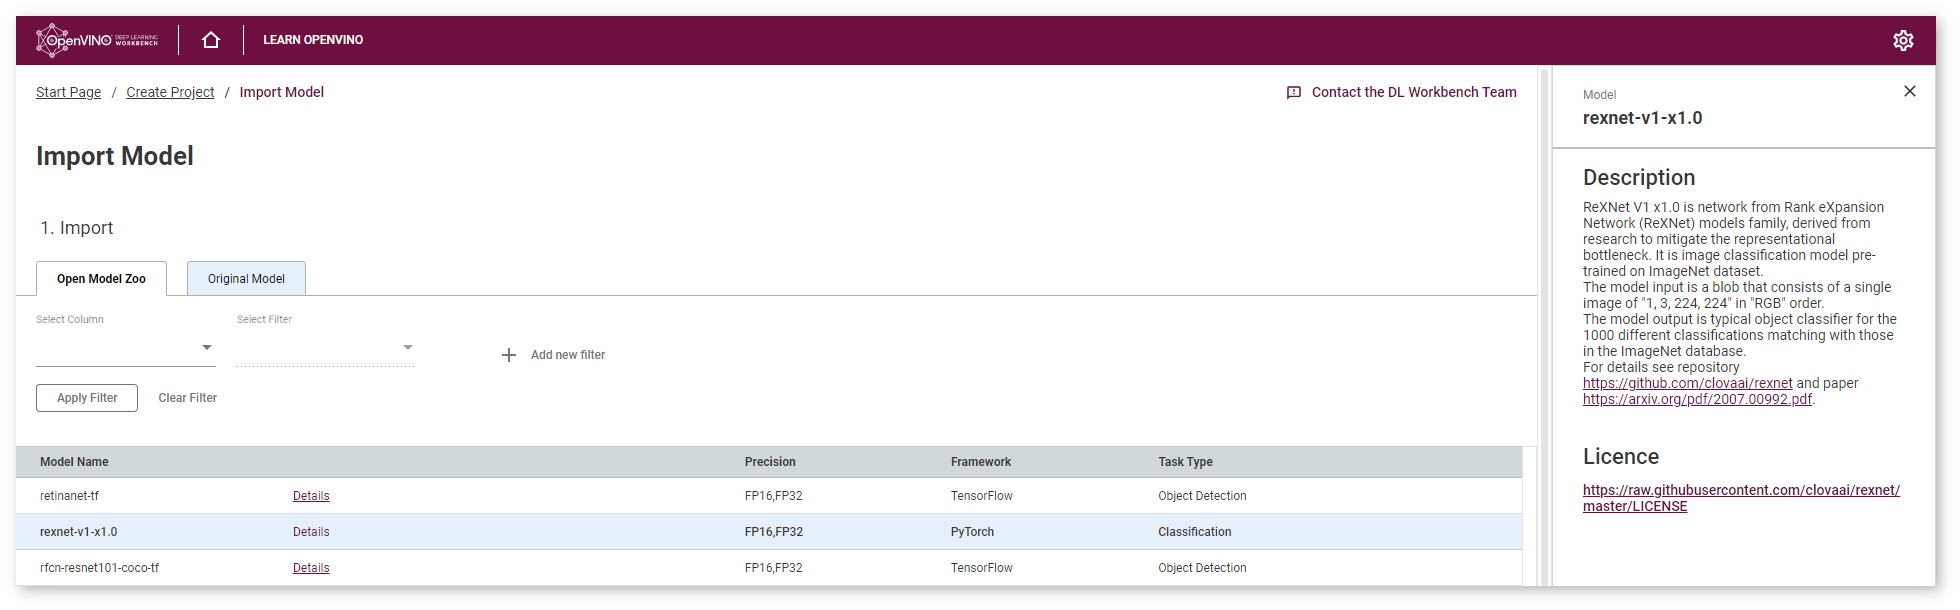 OpenVINO™ DEEP LEARNING WORKBENCH
LEARN OPENVINO
Start Page / Create Project / Import Model
Contact the DL Workbench Team
Import Model
1. Import
Open Model Zoo
Original Model
Select Column
Select Filter
Add new filter
Apply Filter
Clear Filter
Model Name Precision Framework Task Type
retinanet-tf Details FP16,FP32 TensorFlow Object Detection
rexnet-v1-x1.0 Details FP16,FP32 PyTorch Classification
rfcn-resnet101-coco-tf Details FP16,FP32 TensorFlow Object Detection
Model
rexnet-v1-x1.0
Description
ReXNet V1 x1.0 is network from Rank eXpansion
Network (ReXNet) models family, derived from
research to mitigate the representational
bottleneck. It is image classification model pre-
trained on ImageNet dataset.
The model input is a blob that consists of a single
image of "1, 3, 224, 224" in "RGB" order.
The model output is typical object classifier for the
1000 different classifications matching with those
in the ImageNet database.
For details see repository
https://github.com/clovaai/rexnet and paper
https://arxiv.org/pdf/2007.00992.pdf.
Licence
https://raw.githubusercontent.com/clovaai/rexnet/
master/LICENSE